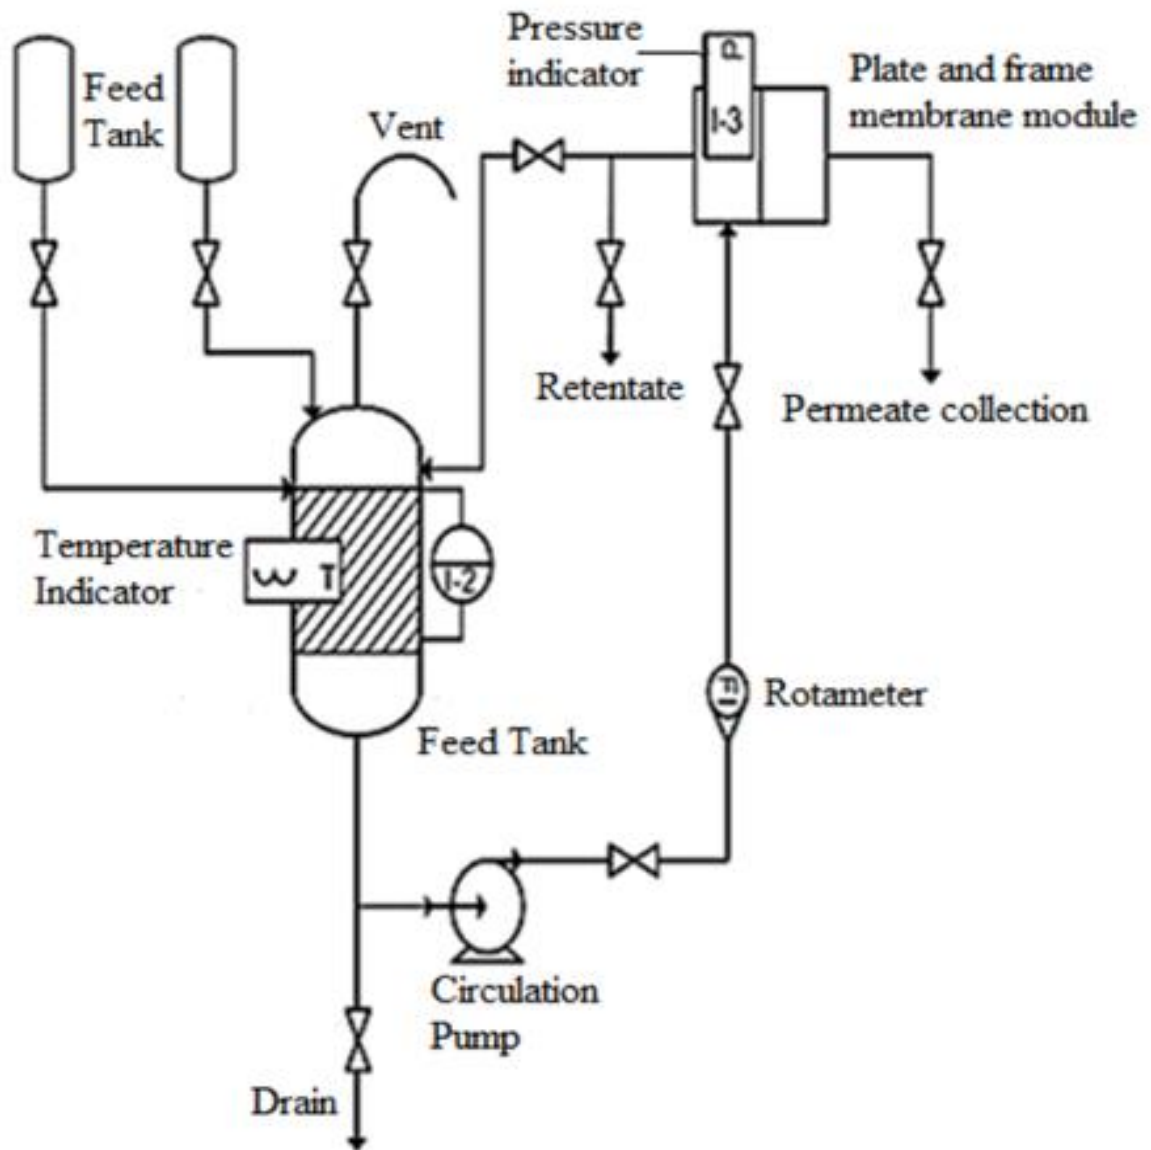 Pressure
indicator
P
I-3
Plate and frame
membrane module
Feed
Tank
Vent
Retentate
Permeate collection
Temperature
Indicator
T
I-2
Rotameter
Feed Tank
Circulation
Pump
Drain